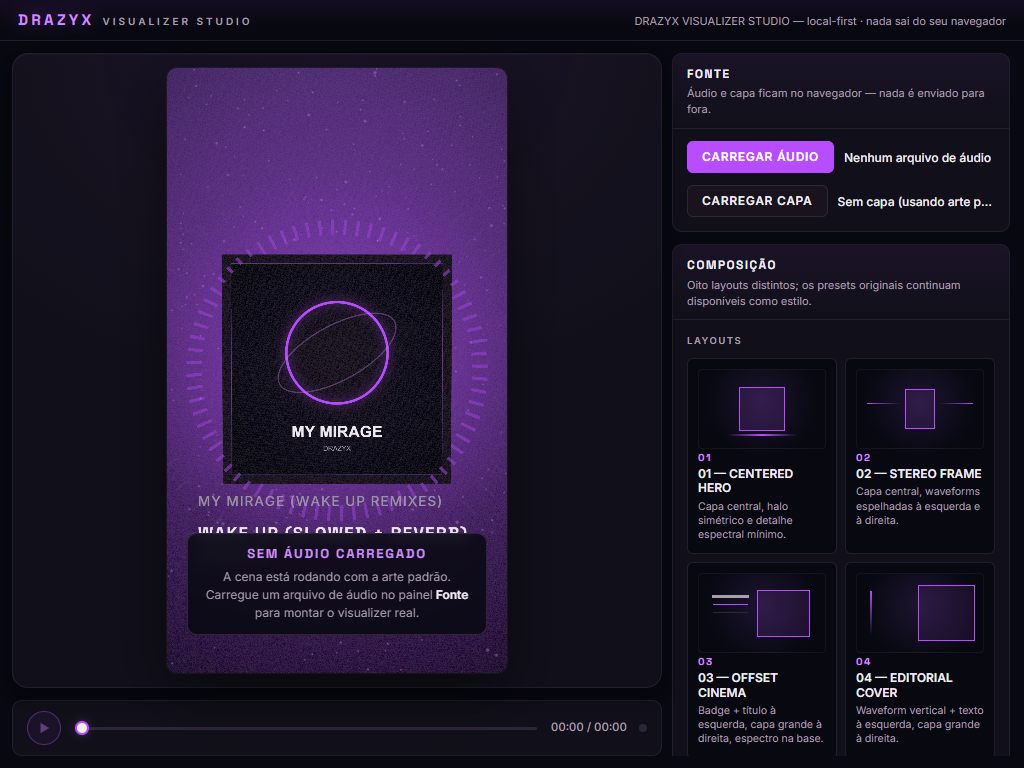 DRAZYX VISUALIZER STUDIO
DRAZYX VISUALIZER STUDIO — local-first · nada sai do seu navegador
MY MIRAGE
DRAZYX
MY MIRAGE (WAKE UP REMIXES)
WAKE UP (SLOWED + REVERB)
SEM ÁUDIO CARREGADO
A cena está rodando com a arte padrão.
Carregue um arquivo de áudio no painel Fonte
para montar o visualizer real.
00:00 / 00:00
FONTE
Áudio e capa ficam no navegador — nada é enviado para
fora.
CARREGAR ÁUDIO
Nenhum arquivo de áudio
CARREGAR CAPA
Sem capa (usando arte p...
COMPOSIÇÃO
Oito layouts distintos; os presets originais continuam
disponíveis como estilo.
LAYOUTS
01
01 — CENTERED
HERO
Capa central, halo
simétrico e detalhe
espectral mínimo.
02
02 — STEREO FRAME
Capa central, waveforms
espelhadas à esquerda e
à direita.
03
03 — OFFSET
CINEMA
Badge + título à
esquerda, capa grande à
direita, espectro na base.
04
04 — EDITORIAL
COVER
Waveform vertical + texto
à esquerda, capa grande
à direita.